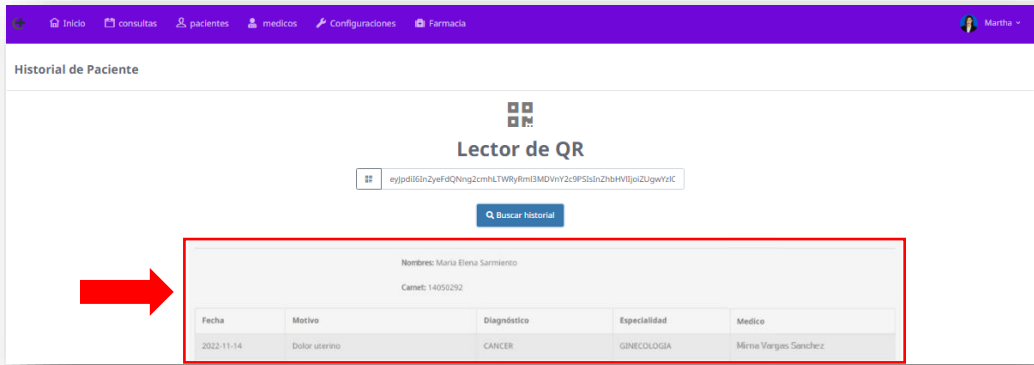 Inicio consultas pacientes medicos Configuraciones Farmacia Martha
Historial de Paciente
Lector de QR
Buscar historial
Nombres: Maria Elena Sarmiento
Carnet: 14050292
Fecha Motivo Diagnóstico Especialidad Medico
2022-11-14 Dolor uterino CANCER GINECOLOGIA Mirna Vargas Sanchez